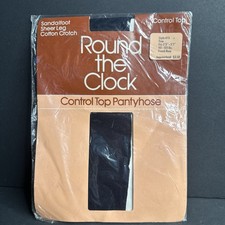 Sandalfoot
Sheer Leg
Cotton Crotch
Control Top
Round
the
Clock
Control Top Pantyhose